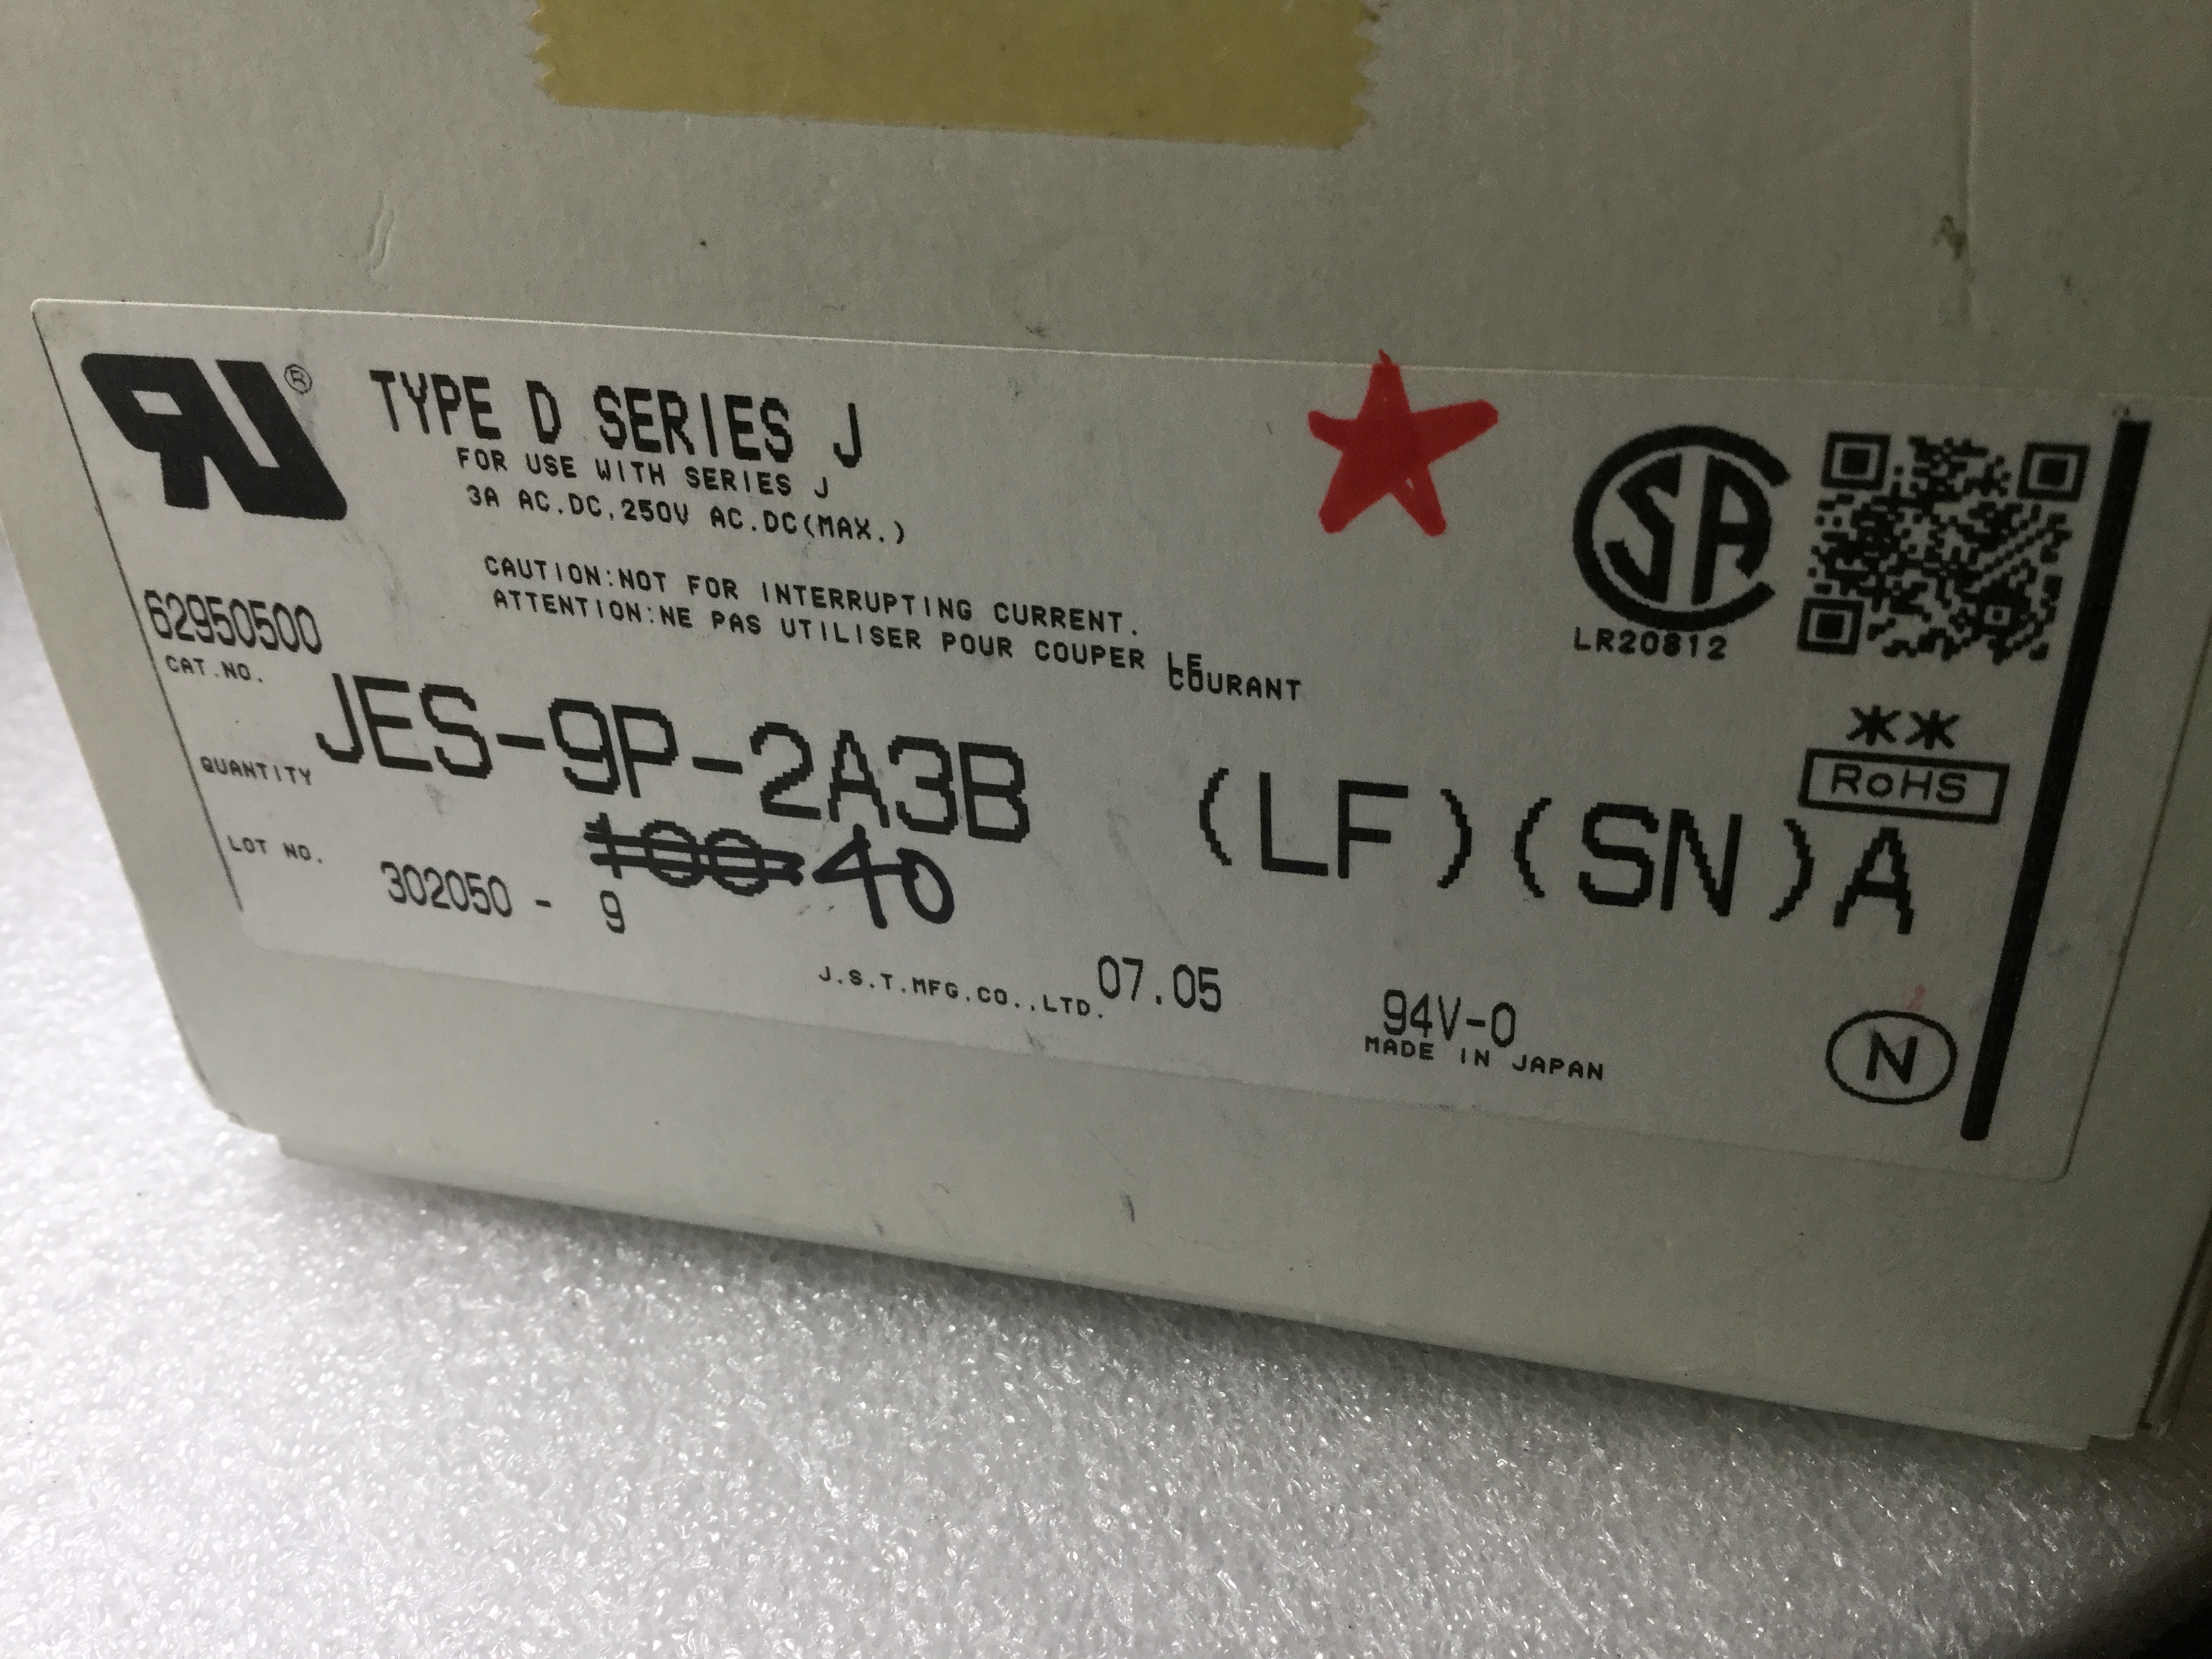 RU®
TYPE D SERIES J
FOR USE WITH SERIES J
3A AC.DC,250V AC.DC(MAX.)
CAUTION:NOT FOR INTERRUPTING CURRENT.
ATTENTION:NE PAS UTILISER POUR COUPER LE
COURANT
SA
LR20812
62950500
CAT.NO.
JES-9P-2A3B (LF)(SN)A
**
RoHS
QUANTITY
100 40
LOT NO.
302050 - 9
J.S.T.MFG.CO.,LTD. 07.05
94V-0
MADE IN JAPAN
N